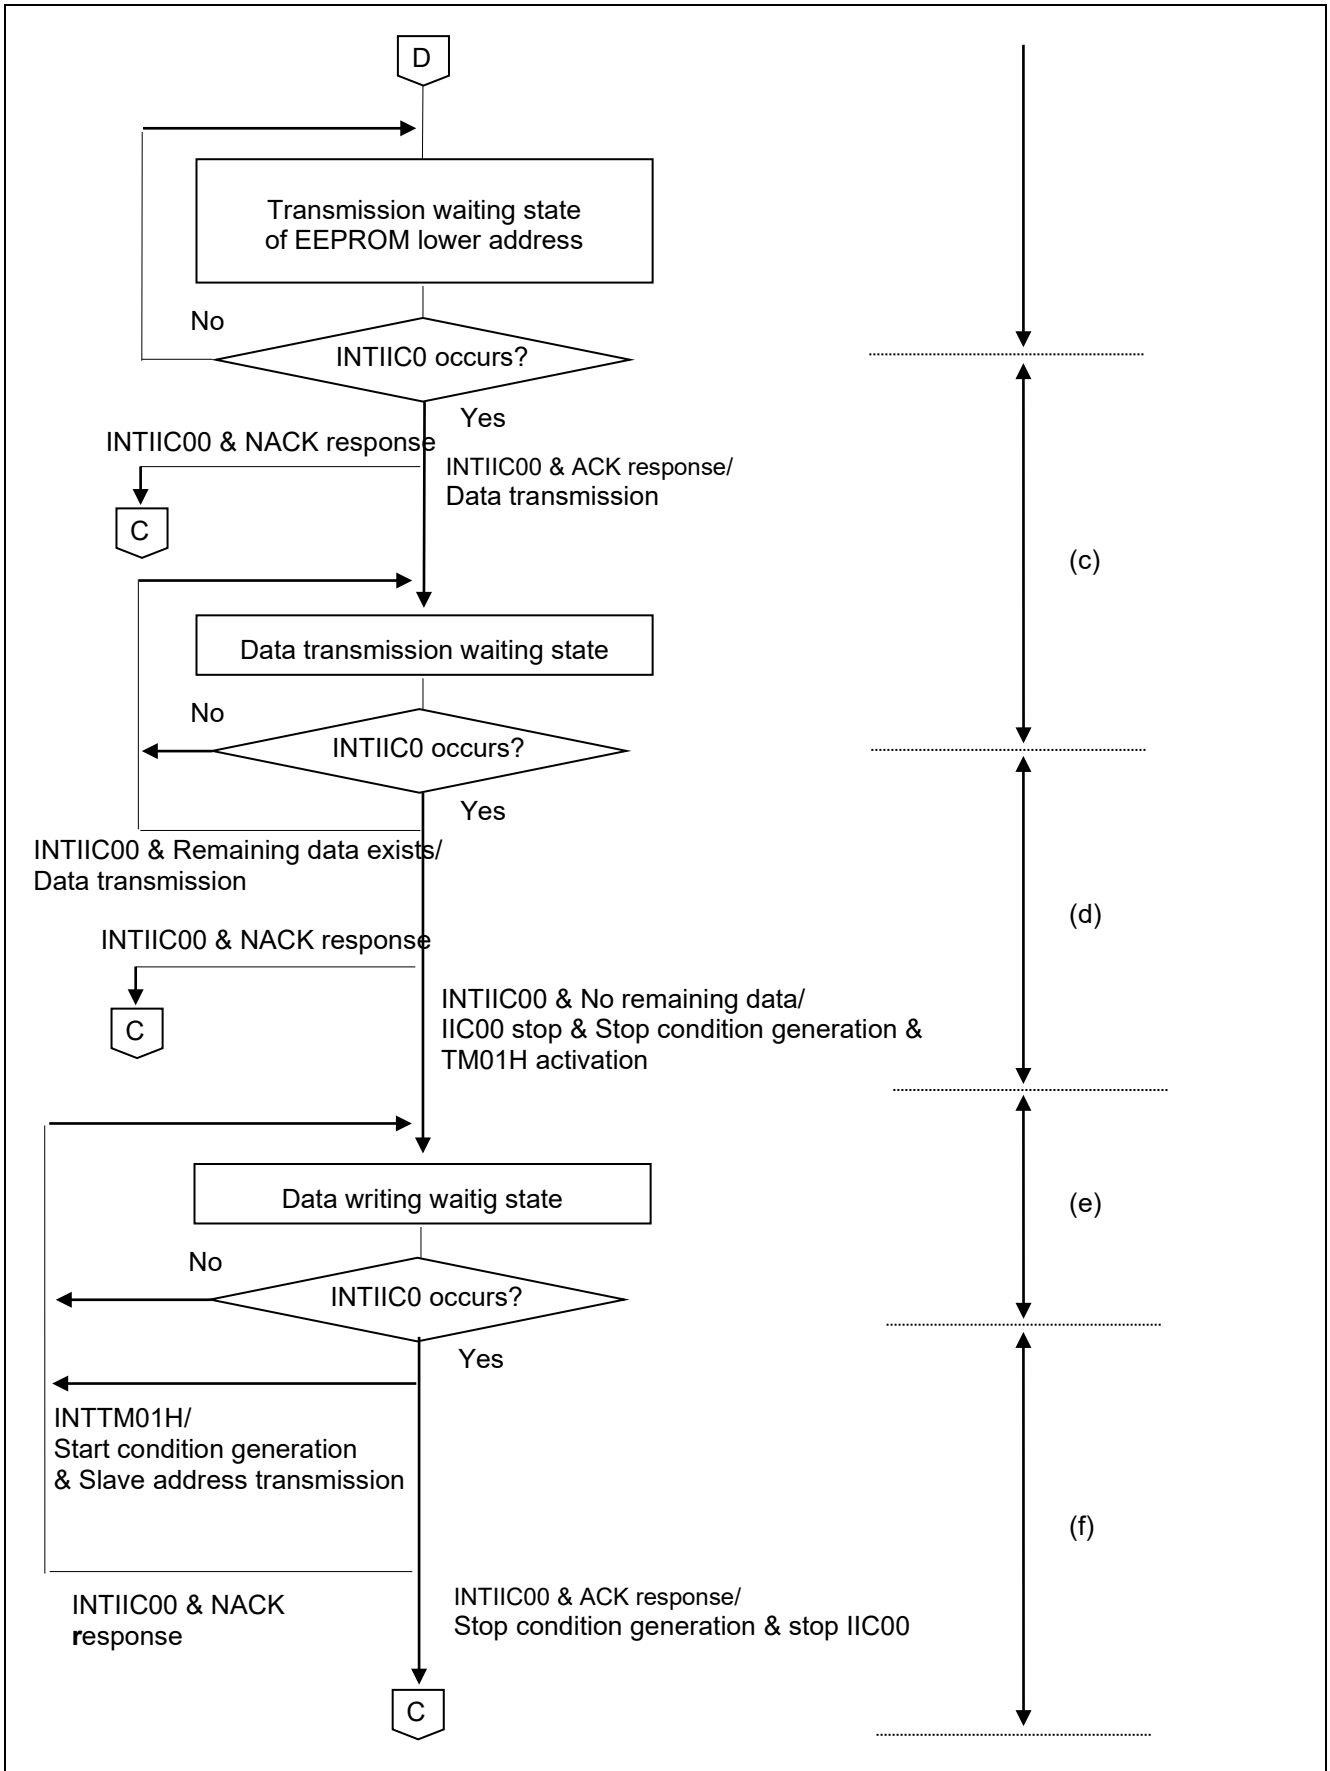 D
Transmission waiting state
of EEPROM lower address
No
INTIIC0 occurs?
Yes
INTIIC00 & NACK response
INTIIC00 & ACK response/
Data transmission
C
(c)
Data transmission waiting state
No
INTIIC0 occurs?
Yes
INTIIC00 & Remaining data exists/
Data transmission
(d)
INTIIC00 & NACK response
C
INTIIC00 & No remaining data/
IIC00 stop & Stop condition generation &
TM01H activation
Data writing waitig state
(e)
No
INTIIC0 occurs?
Yes
INTTM01H/
Start condition generation
& Slave address transmission
(f)
INTIIC00 & NACK
response
INTIIC00 & ACK response/
Stop condition generation & stop IIC00
C